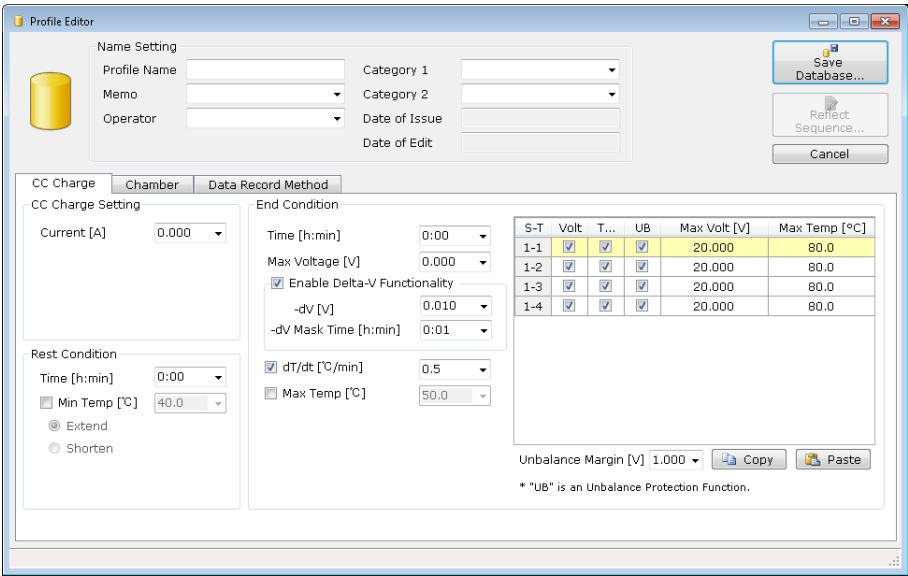 Profile Editor
Name Setting
Profile Name
Category 1
Memo
Category 2
Operator
Date of Issue
Date of Edit
Save
Database...
Reflect
Sequence...
Cancel
CC Charge Chamber Data Record Method
CC Charge Setting
Current [A] 0.000
Rest Condition
Time [h:min] 0:00
Min Temp [℃] 40.0
Extend
Shorten
End Condition
Time [h:min] 0:00
Max Voltage [V] 0.000
Enable Delta-V Functionality
-dV [V] 0.010
-dV Mask Time [h:min] 0:01
dT/dt [℃/min] 0.5
Max Temp [℃] 50.0
S-T Volt T... UB Max Volt [V] Max Temp [ºC]
1-1 20.000 80.0
1-2 20.000 80.0
1-3 20.000 80.0
1-4 20.000 80.0
Unbalance Margin [V] 1.000 Copy Paste
* "UB" is an Unbalance Protection Function.